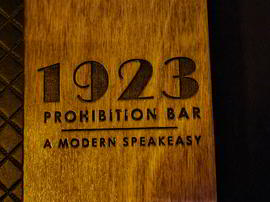 1923
PROHIBITION BAR
A MODERN SPEAKEASY